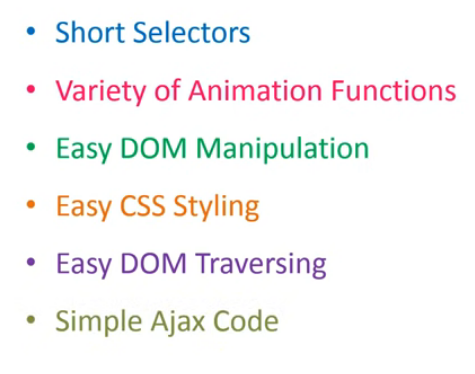 • Short Selectors
• Variety of Animation Functions
• Easy DOM Manipulation
• Easy CSS Styling
• Easy DOM Traversing
• Simple Ajax Code